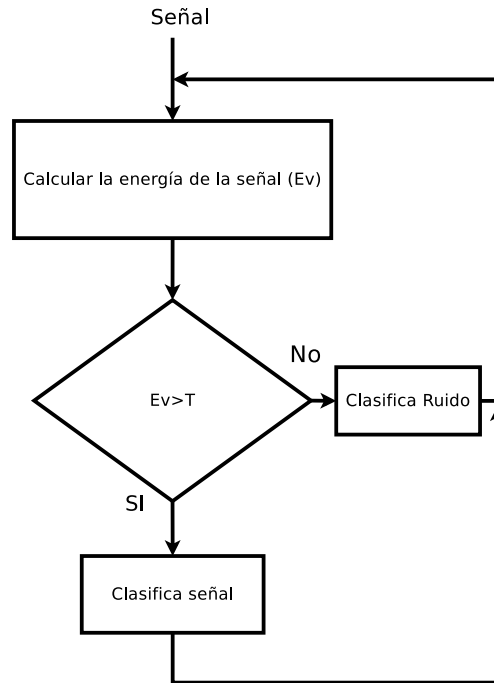 Señal
Calcular la energía de la señal (Ev)
No
Ev>T
Clasifica Ruido
SI
Clasifica señal